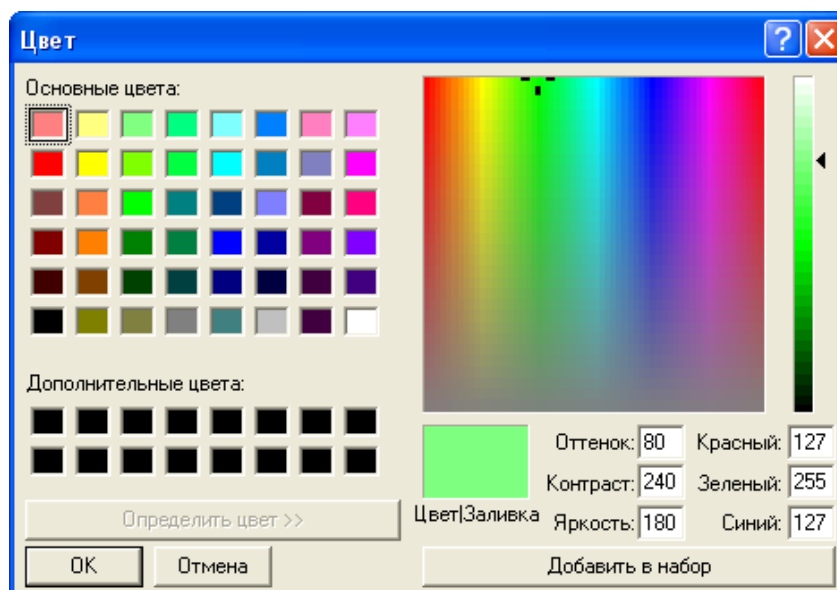 Цвет
Основные цвета:
Дополнительные цвета:
Определить цвет >>
OK
Отмена
Цвет|Заливка
Оттенок: 80
Контраст: 240
Яркость: 180
Красный: 127
Зеленый: 255
Синий: 127
Добавить в набор